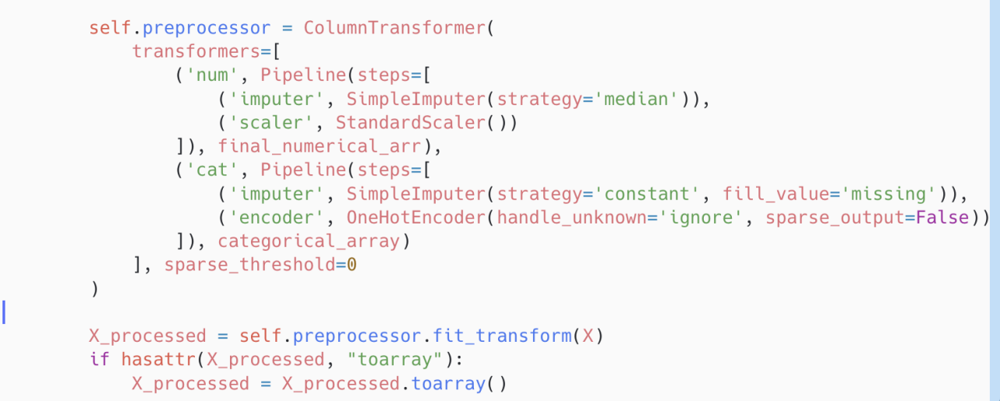 self.preprocessor = ColumnTransformer(
transformers=[
('num', Pipeline(steps=[
('imputer', SimpleImputer(strategy='median')),
('scaler', StandardScaler())
]), final_numerical_arr),
('cat', Pipeline(steps=[
('imputer', SimpleImputer(strategy='constant', fill_value='missing')),
('encoder', OneHotEncoder(handle_unknown='ignore', sparse_output=False))
]), categorical_array)
], sparse_threshold=0
)
X_processed = self.preprocessor.fit_transform(X)
if hasattr(X_processed, "toarray"):
X_processed = X_processed.toarray()